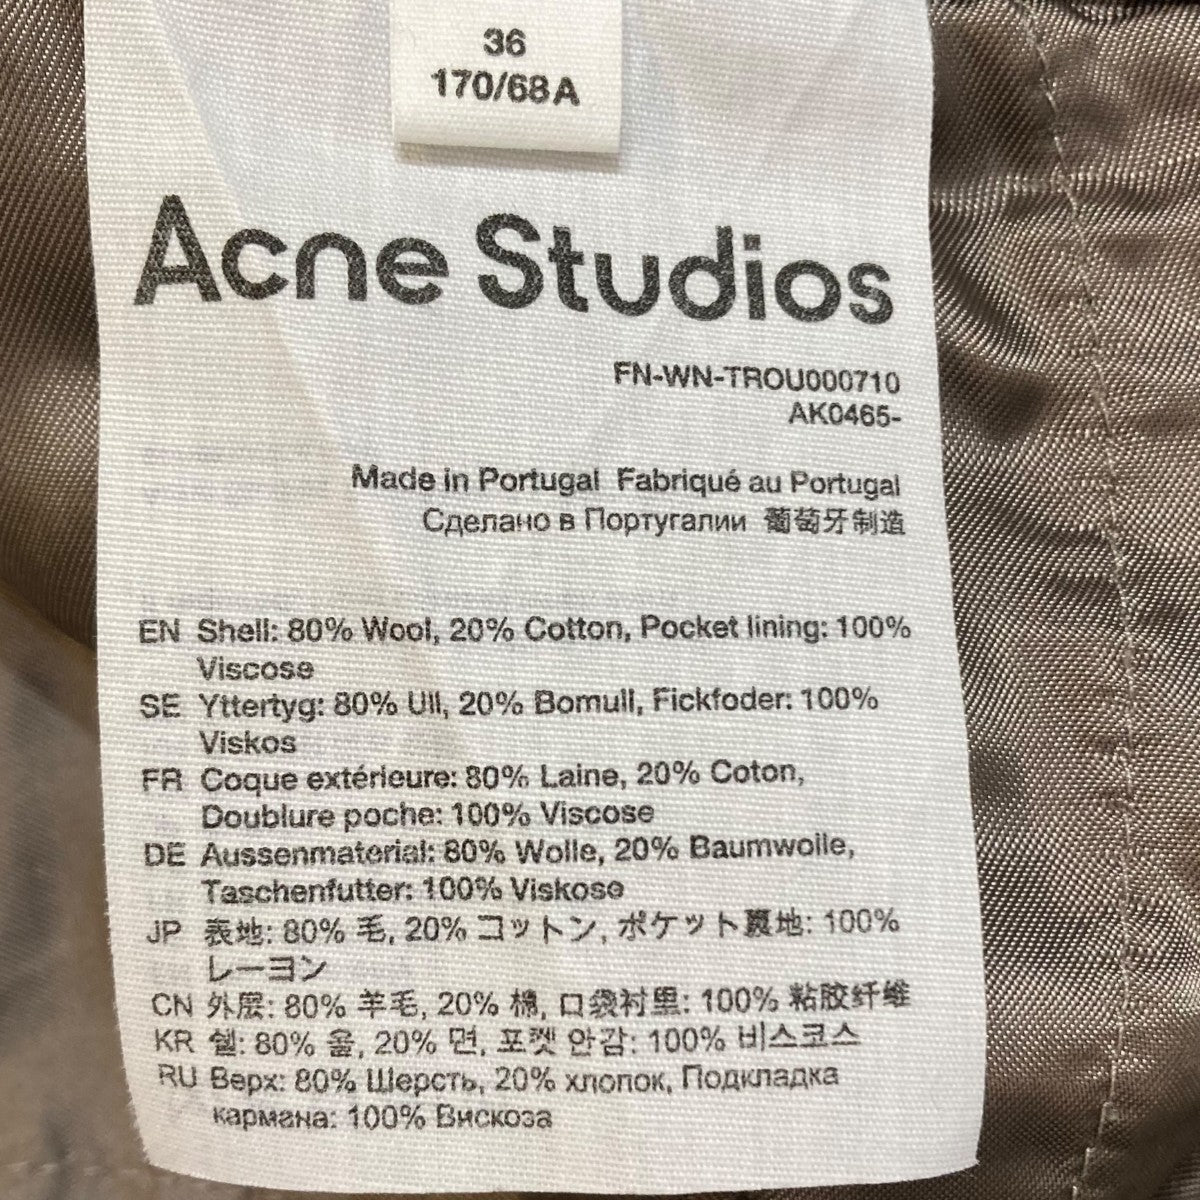 36
170/68A
Acne Studios
FN-WN-TROU000710
AK0465-
Made in Portugal Fabriqué au Portugal
Сделано в Португалии 葡萄牙制造
EN Shell: 80% Wool, 20% Cotton, Pocket lining: 100%
Viscose
SE Yttertyg: 80% Ull, 20% Bomull, Fickfoder: 100%
Viskos
FR Coque extérieure: 80% Laine, 20% Coton,
Doublure poche: 100% Viscose
DE Aussenmaterial: 80% Wolle, 20% Baumwolle,
Taschenfutter: 100% Viskose
JP 表地: 80% 毛, 20% コットン, ポケット裏地: 100%
レーヨン
CN 外层: 80% 羊毛, 20% 棉, 口袋衬里: 100% 粘胶纤维
KR 쉘: 80% 울, 20% 면, 포켓 안감: 100% 비스코스
RU Верх: 80% Шерсть, 20% хлопок, Подкладка
кармана: 100% Вискоза